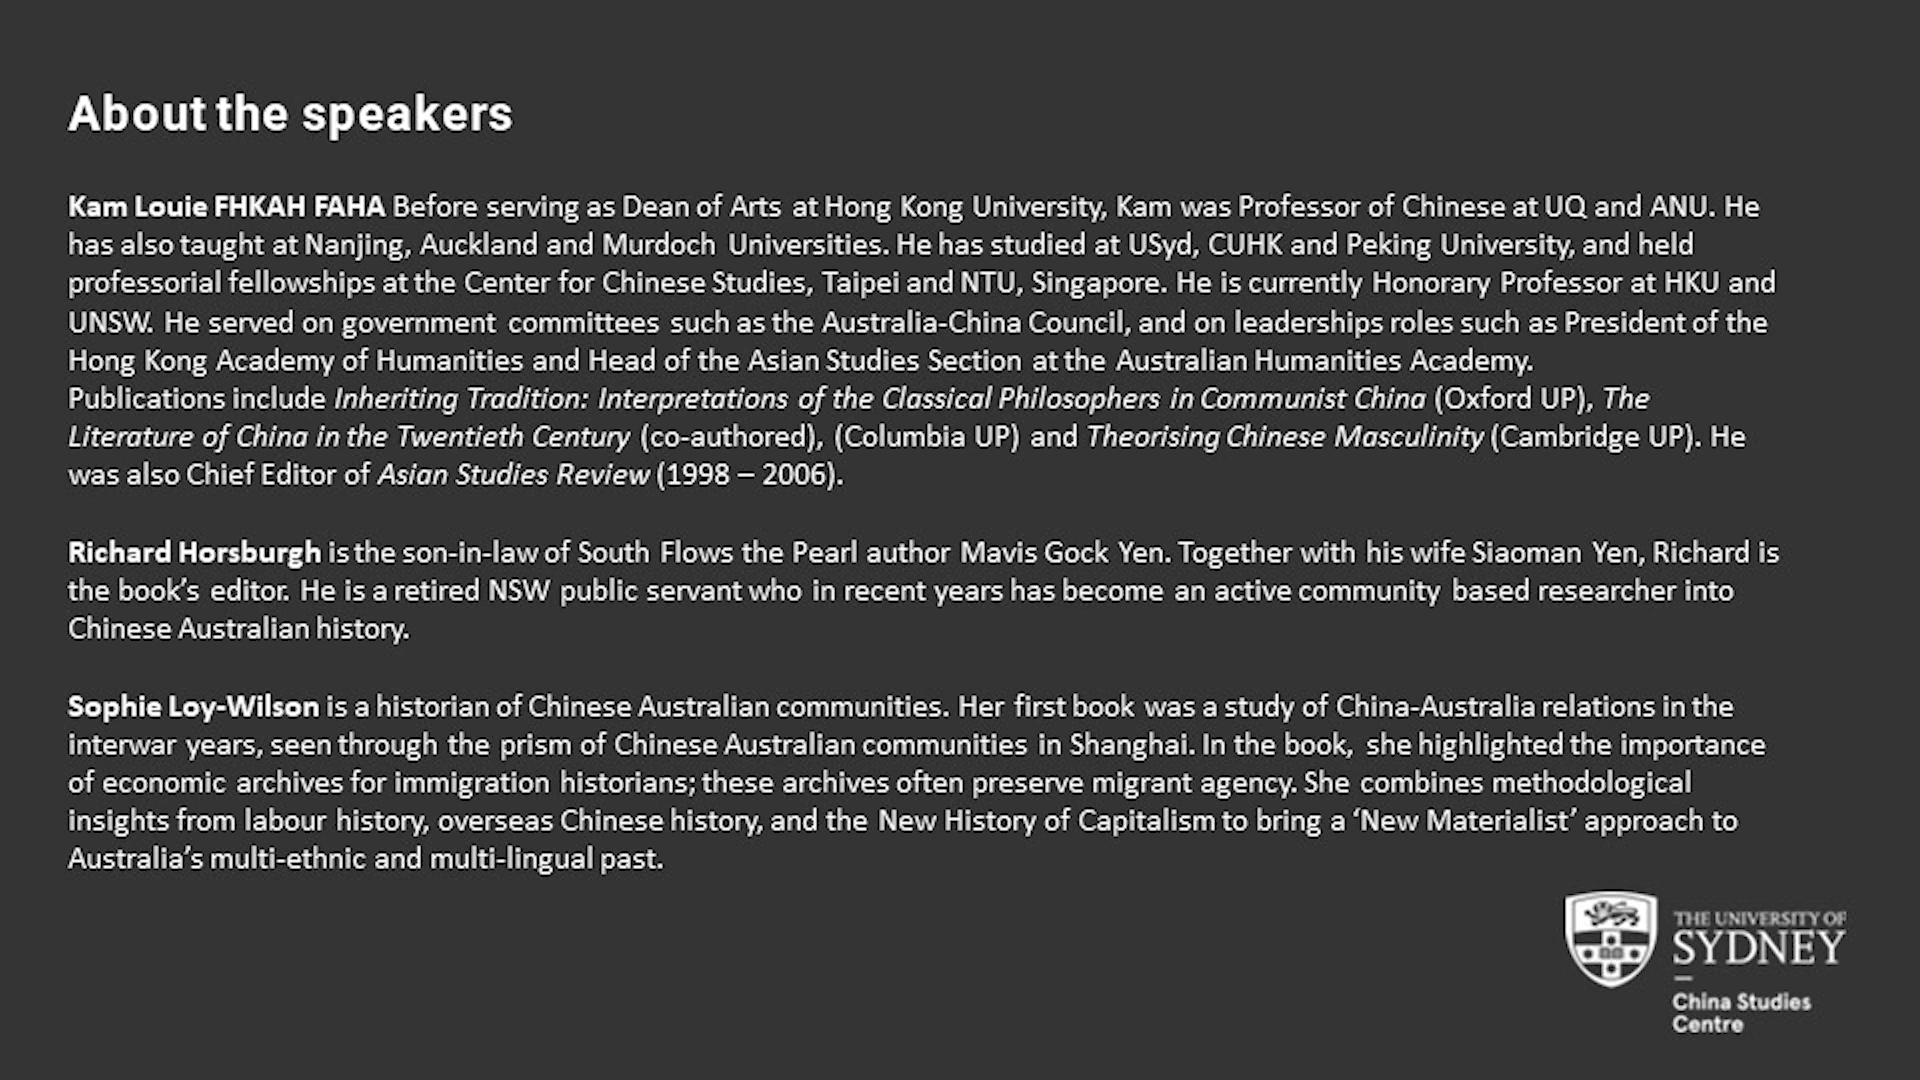 About the speakers
Kam Louie FHKAH FAHA Before serving as Dean of Arts at Hong Kong University, Kam was Professor of Chinese at UQ and ANU. He
has also taught at Nanjing, Auckland and Murdoch Universities. He has studied at USyd, CUHK and Peking University, and held
professorial fellowships at the Center for Chinese Studies, Taipei and NTU, Singapore. He is currently Honorary Professor at HKU and
UNSW. He served on government committees such as the Australia-China Council, and on leaderships roles such as President of the
Hong Kong Academy of Humanities and Head of the Asian Studies Section at the Australian Humanities Academy.
Publications include Inheriting Tradition: Interpretations of the Classical Philosophers in Communist China (Oxford UP), The
Literature of China in the Twentieth Century (co-authored), (Columbia UP) and Theorising Chinese Masculinity (Cambridge UP). He
was also Chief Editor of Asian Studies Review (1998 – 2006).
Richard Horsburgh is the son-in-law of South Flows the Pearl author Mavis Gock Yen. Together with his wife Siaoman Yen, Richard is
the book’s editor. He is a retired NSW public servant who in recent years has become an active community based researcher into
Chinese Australian history.
Sophie Loy-Wilson is a historian of Chinese Australian communities. Her first book was a study of China-Australia relations in the
interwar years, seen through the prism of Chinese Australian communities in Shanghai. In the book, she highlighted the importance
of economic archives for immigration historians; these archives often preserve migrant agency. She combines methodological
insights from labour history, overseas Chinese history, and the New History of Capitalism to bring a ‘New Materialist’ approach to
Australia’s multi-ethnic and multi-lingual past.
THE UNIVERSITY OF
SYDNEY
China Studies
Centre